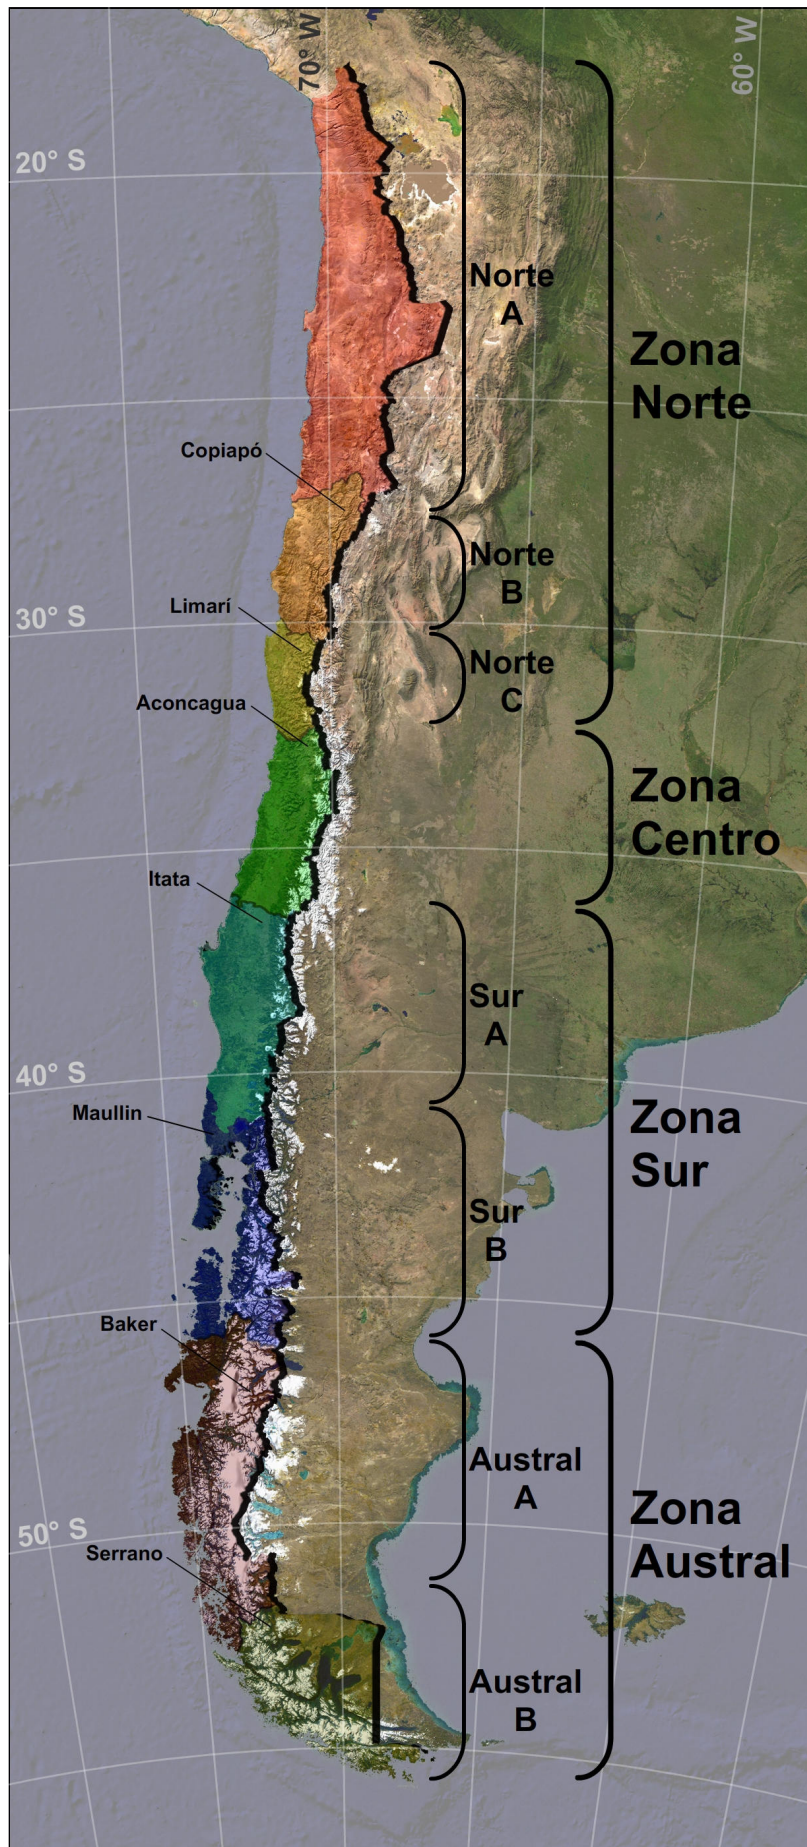 70° W
60° W
20° S
Norte
A
Zona
Norte
Copiapó
Norte
B
Limarí
30° S
Norte
C
Aconcagua
Zona
Centro
Itata
Sur
A
40° S
Maullin
Zona
Sur
Sur
B
Baker
Austral
A
50° S
Zona
Austral
Serrano
Austral
B